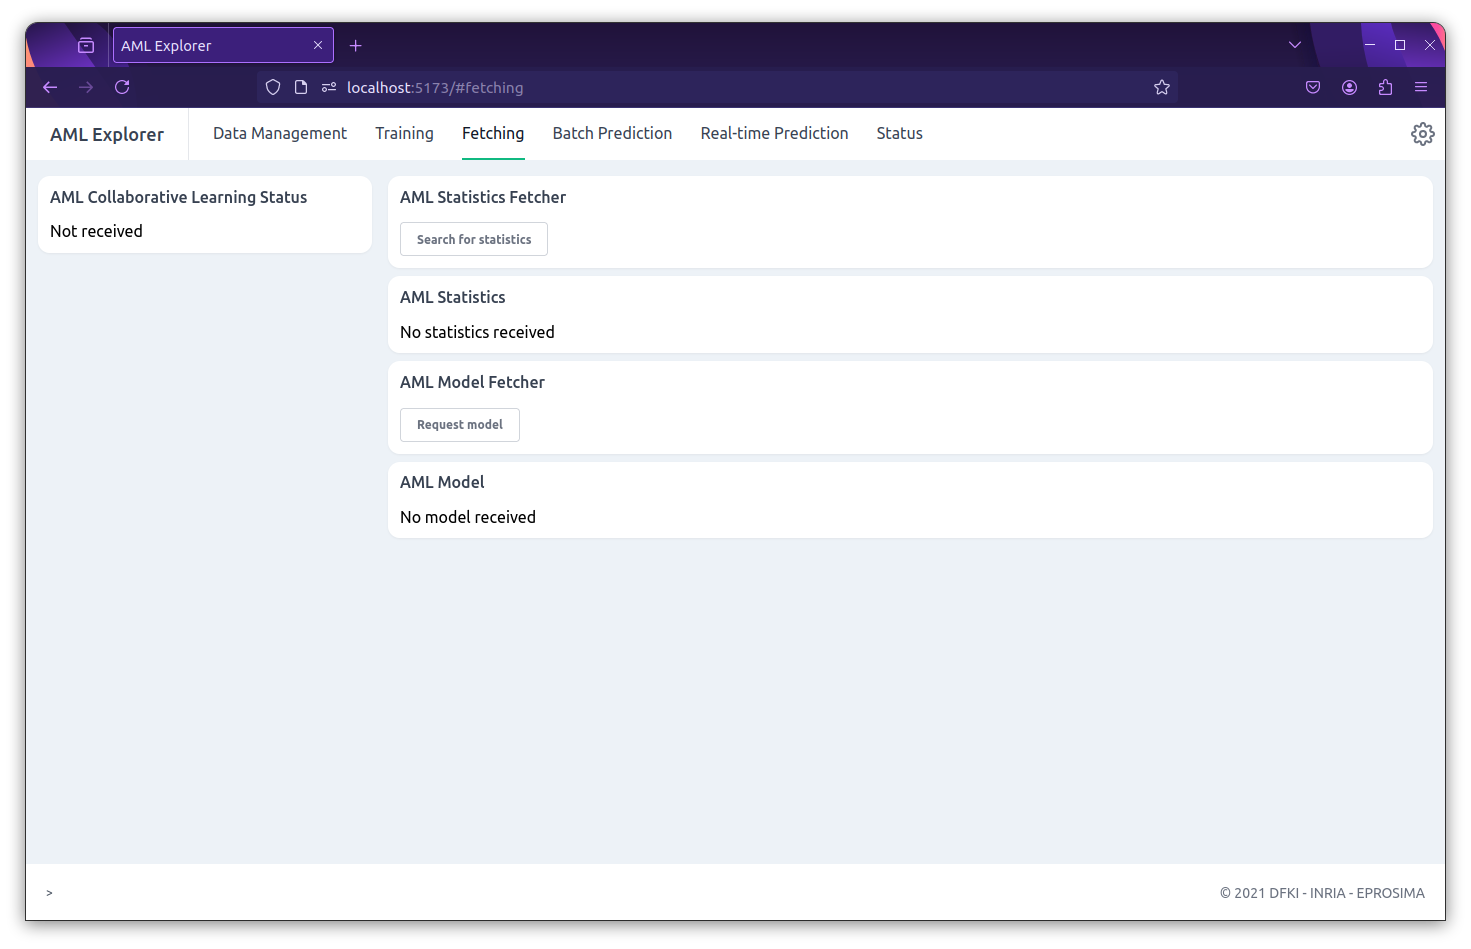 AML Explorer
localhost:5173/#fetching
AML Explorer
Data Management
Training
Fetching
Batch Prediction
Real-time Prediction
Status
AML Collaborative Learning Status
Not received
AML Statistics Fetcher
Search for statistics
AML Statistics
No statistics received
AML Model Fetcher
Request model
AML Model
No model received
>
© 2021 DFKI - INRIA - EPROSIMA